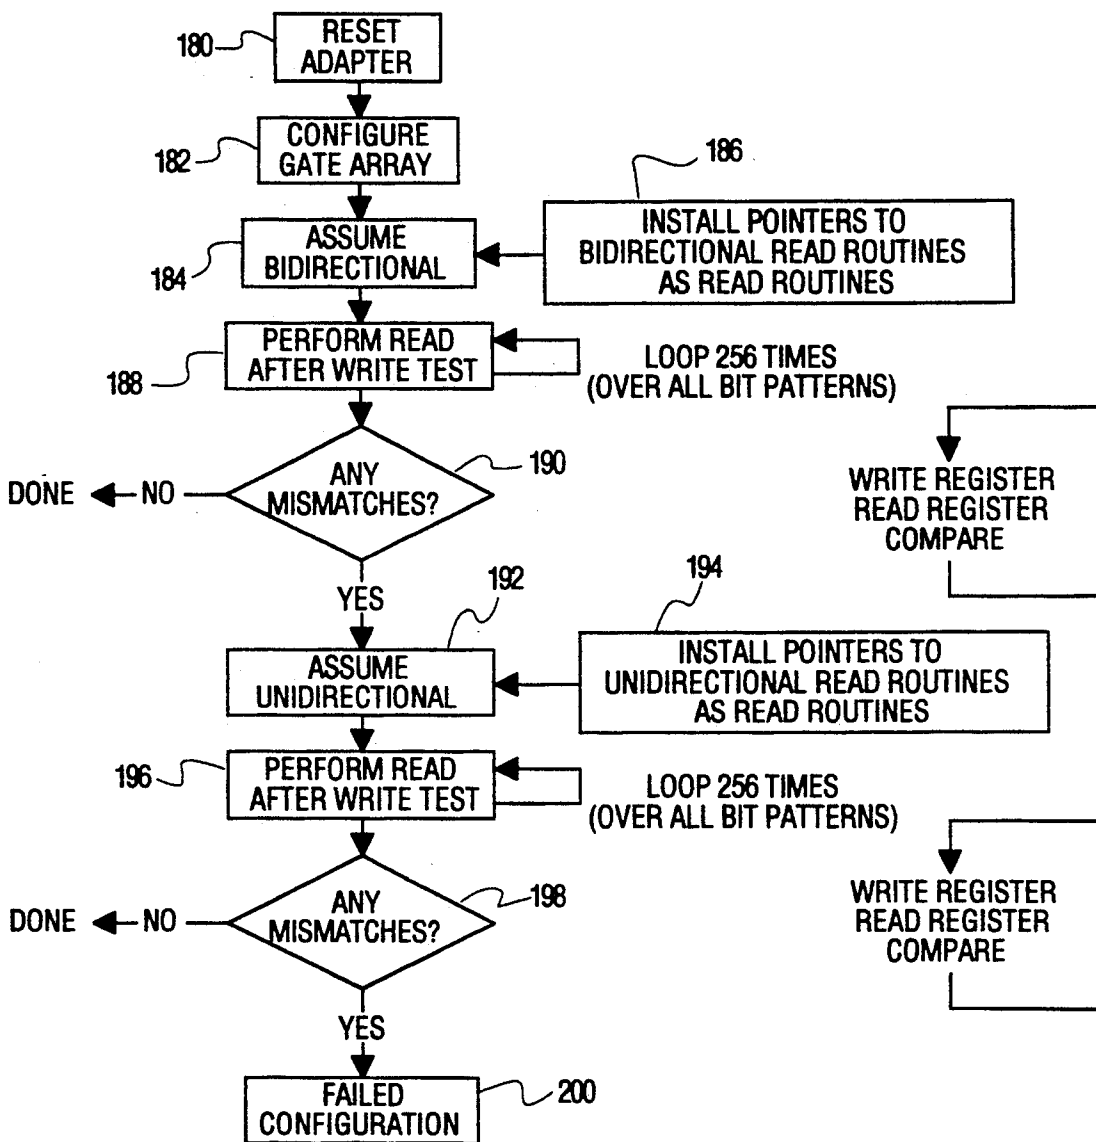 RESET
ADAPTER
180
CONFIGURE
GATE ARRAY
182
186
ASSUME
BIDIRECTIONAL
184
INSTALL POINTERS TO
BIDIRECTIONAL READ ROUTINES
AS READ ROUTINES
PERFORM READ
AFTER WRITE TEST
188
LOOP 256 TIMES
(OVER ALL BIT PATTERNS)
ANY
MISMATCHES?
190
DONE
NO
WRITE REGISTER
READ REGISTER
COMPARE
YES
192
194
ASSUME
UNIDIRECTIONAL
INSTALL POINTERS TO
UNIDIRECTIONAL READ ROUTINES
AS READ ROUTINES
PERFORM READ
AFTER WRITE TEST
196
LOOP 256 TIMES
(OVER ALL BIT PATTERNS)
ANY
MISMATCHES?
198
DONE
NO
WRITE REGISTER
READ REGISTER
COMPARE
YES
FAILED
CONFIGURATION
200